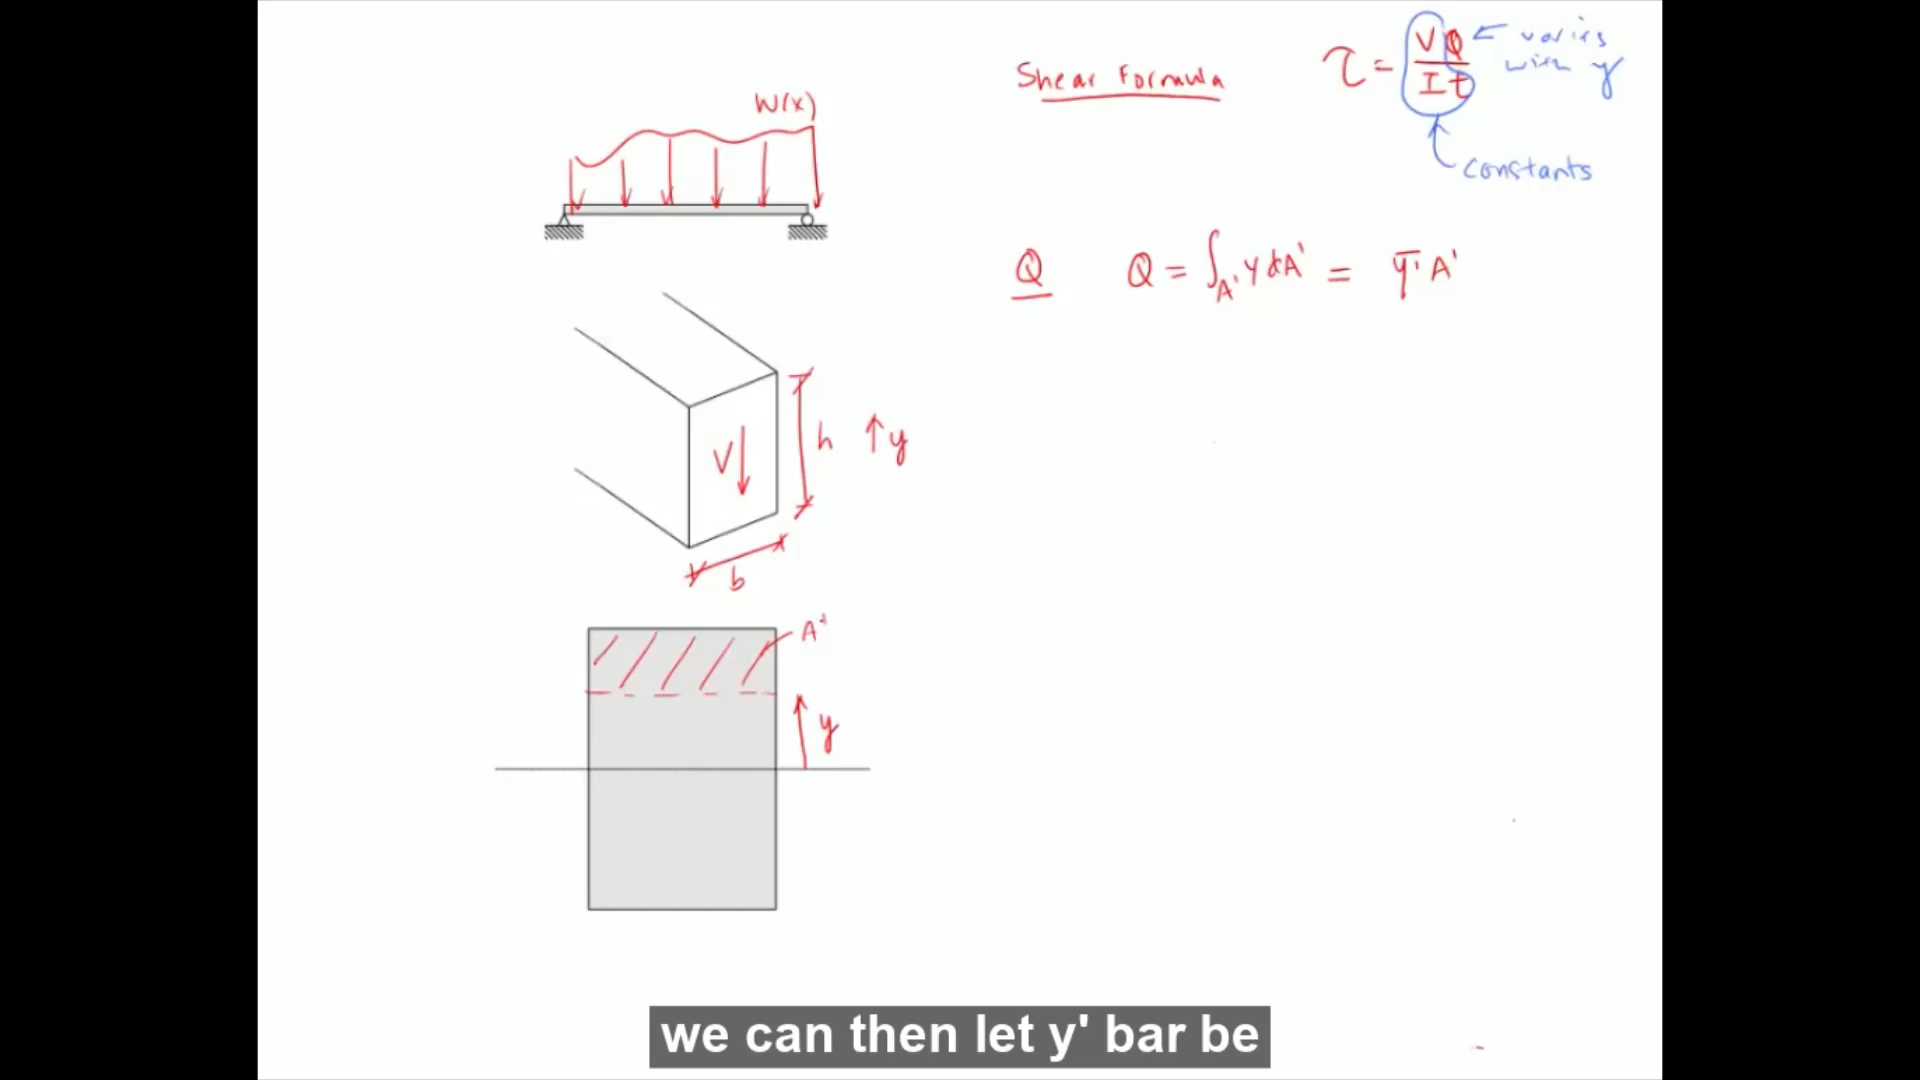 W(x)
Shear Formula
τ = VQ / It
← varies
with y
constants
Q
Q = ∫A' y dA' = ȳ' A'
V
h
↑ y
b
A'
y
we can then let y' bar be